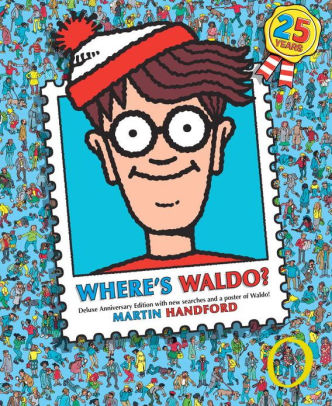 25
YEARS
WHERE'S WALDO?
Deluxe Anniversary Edition with new searches and a poster of Waldo!
MARTIN HANDFORD